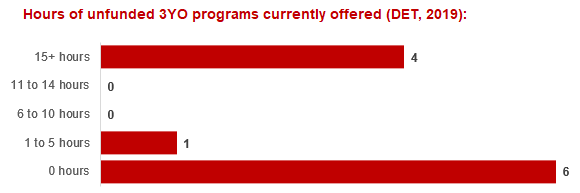 Hours of unfunded 3YO programs currently offered (DET, 2019):
15+ hours 4
11 to 14 hours 0
6 to 10 hours 0
1 to 5 hours 1
0 hours 6